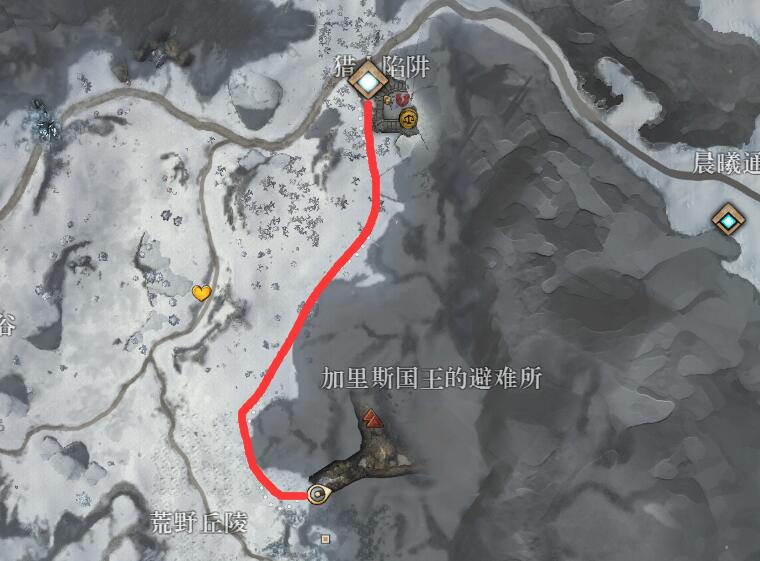 猎 陷阱
晨曦通
加里斯国王的避难所
谷
荒野丘陵